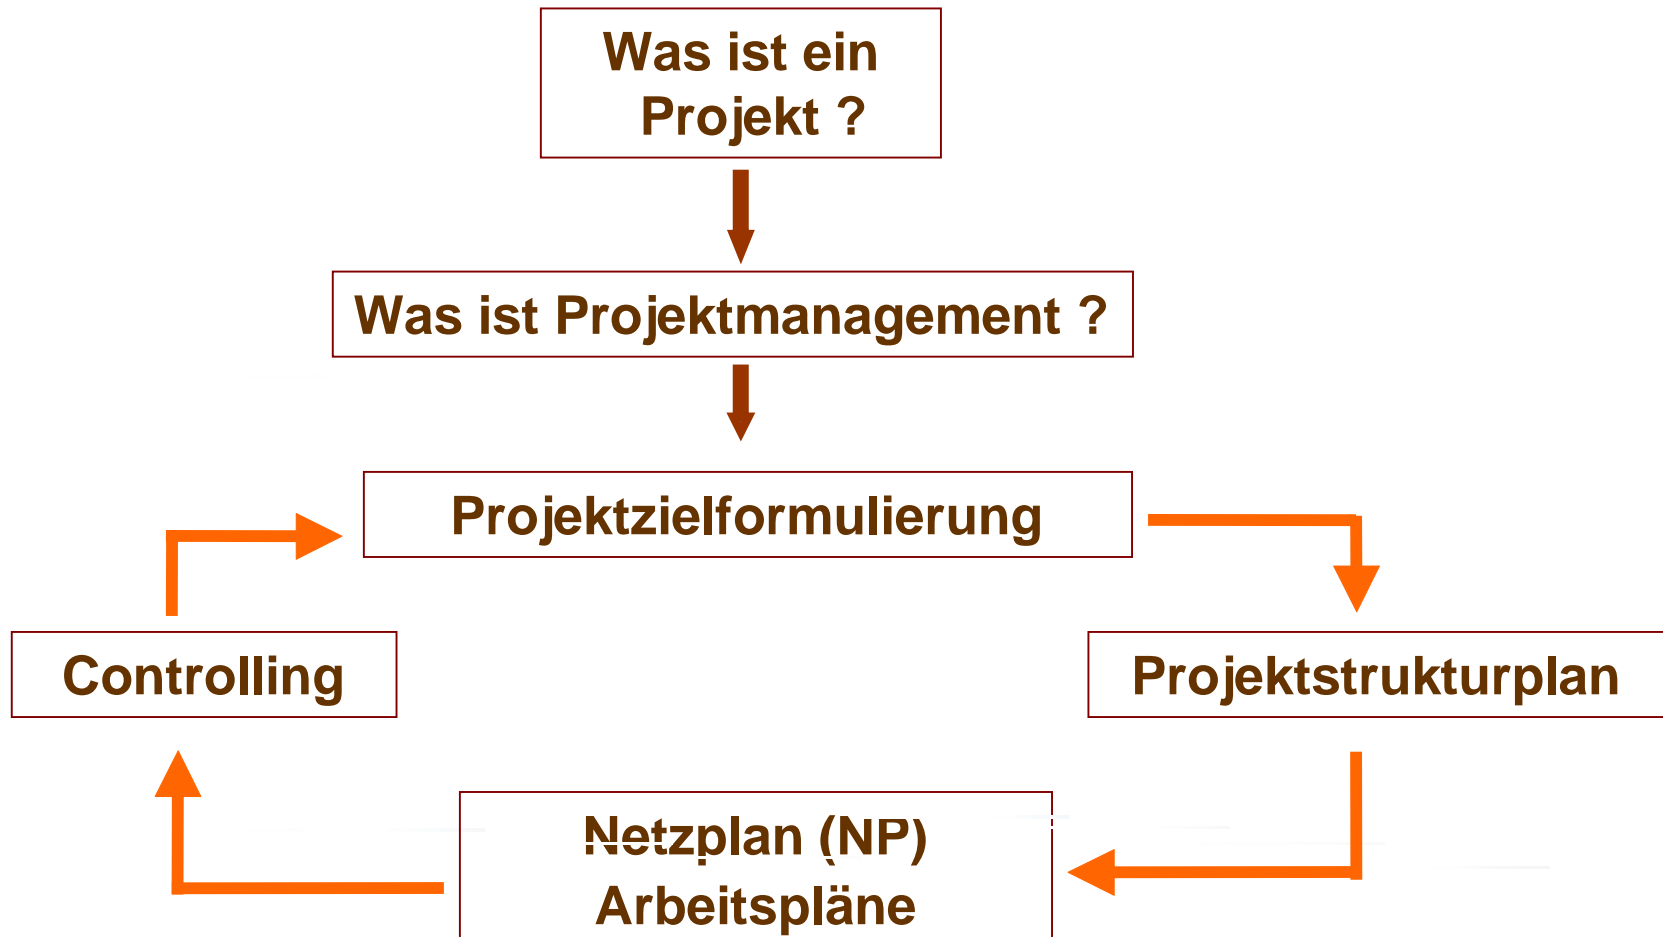 Was ist ein
Projekt ?
Was ist Projektmanagement ?
Projektzielformulierung
Controlling
Projektstrukturplan
Netzplan (NP)
Arbeitspläne